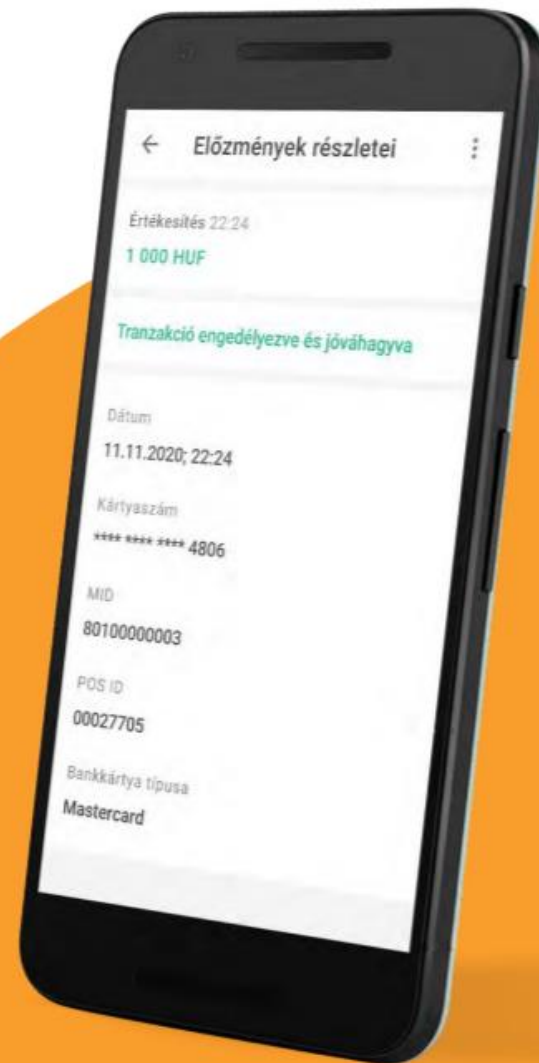 Előzmények részletei
Értékesítés 22:24
1 000 HUF
Tranzakció engedélyezve és jóváhagyva
Dátum
11.11.2020; 22:24
Kártyaszám
**** **** **** 4806
MID
80100000003
POS ID
00027705
Bankkártya típusa
Mastercard